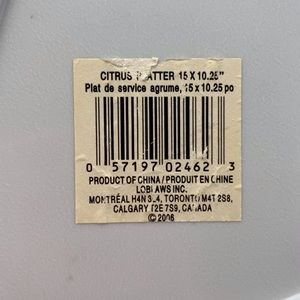 CITRUS PLATTER 15 X 10.25"
Plat de service agrume, 15 x 10.25 po
0 57197 02462 3
PRODUCT OF CHINA / PRODUIT EN CHINE
LOBLAWS INC.
MONTRÉAL H4N 3L4, TORONTO M4T 2S8,
CALGARY T2E 7S9, CANADA
© 2006